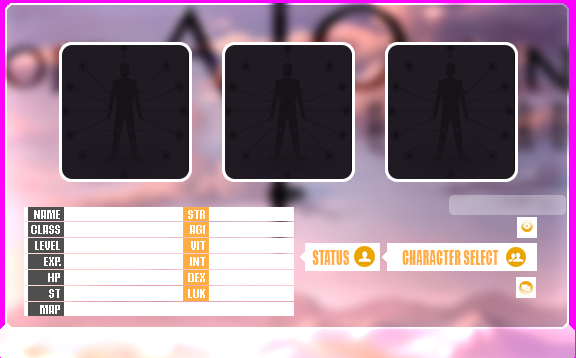 NAME STR
CLASS AGI
LEVEL VIT
EXP. INT
HP DEX
ST LUK
MAP
STATUS
CHARACTER SELECT